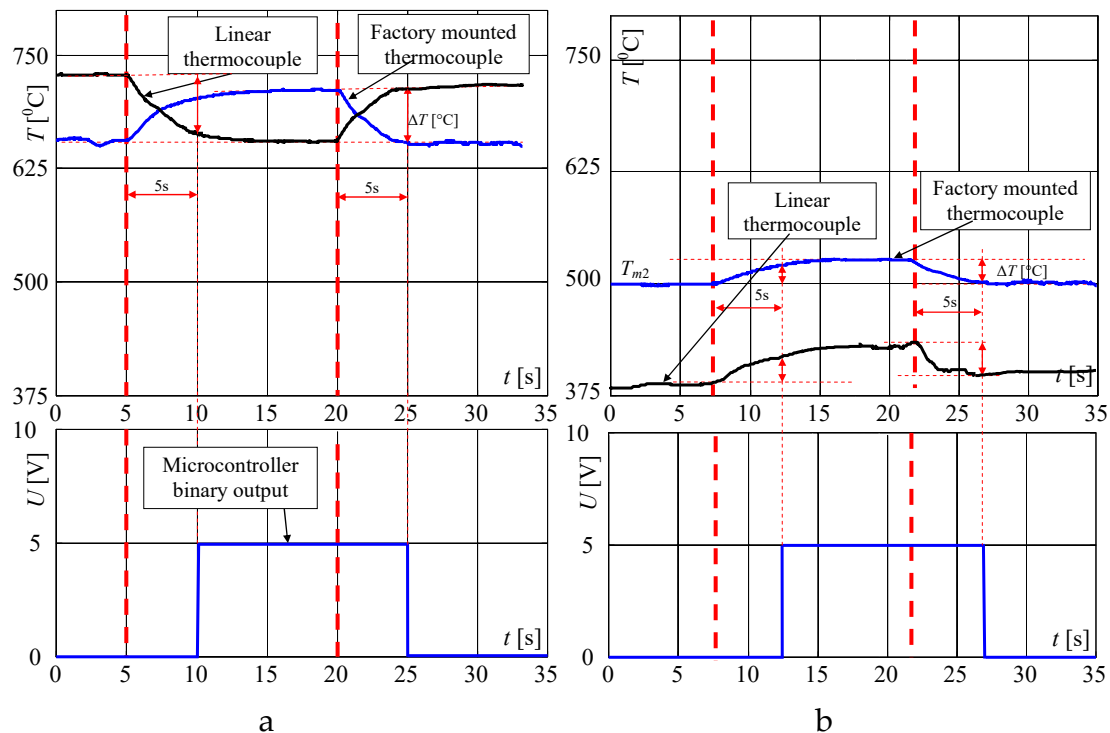 750
625
500
375
T [⁰C]
Linear
thermocouple
Factory mounted
thermocouple
ΔT [°C]
5s
5s
t [s]
0 5 10 15 20 25 30 35
10
5
0
U [V]
Microcontroller
binary output
t [s]
0 5 10 15 20 25 30 35
a
750
625
500
375
T [⁰C]
Linear
thermocouple
Factory mounted
thermocouple
Tm2
ΔT [°C]
5s
5s
t [s]
0 5 10 15 20 25 30 35
10
5
0
U [V]
t [s]
0 5 10 15 20 25 30 35
b